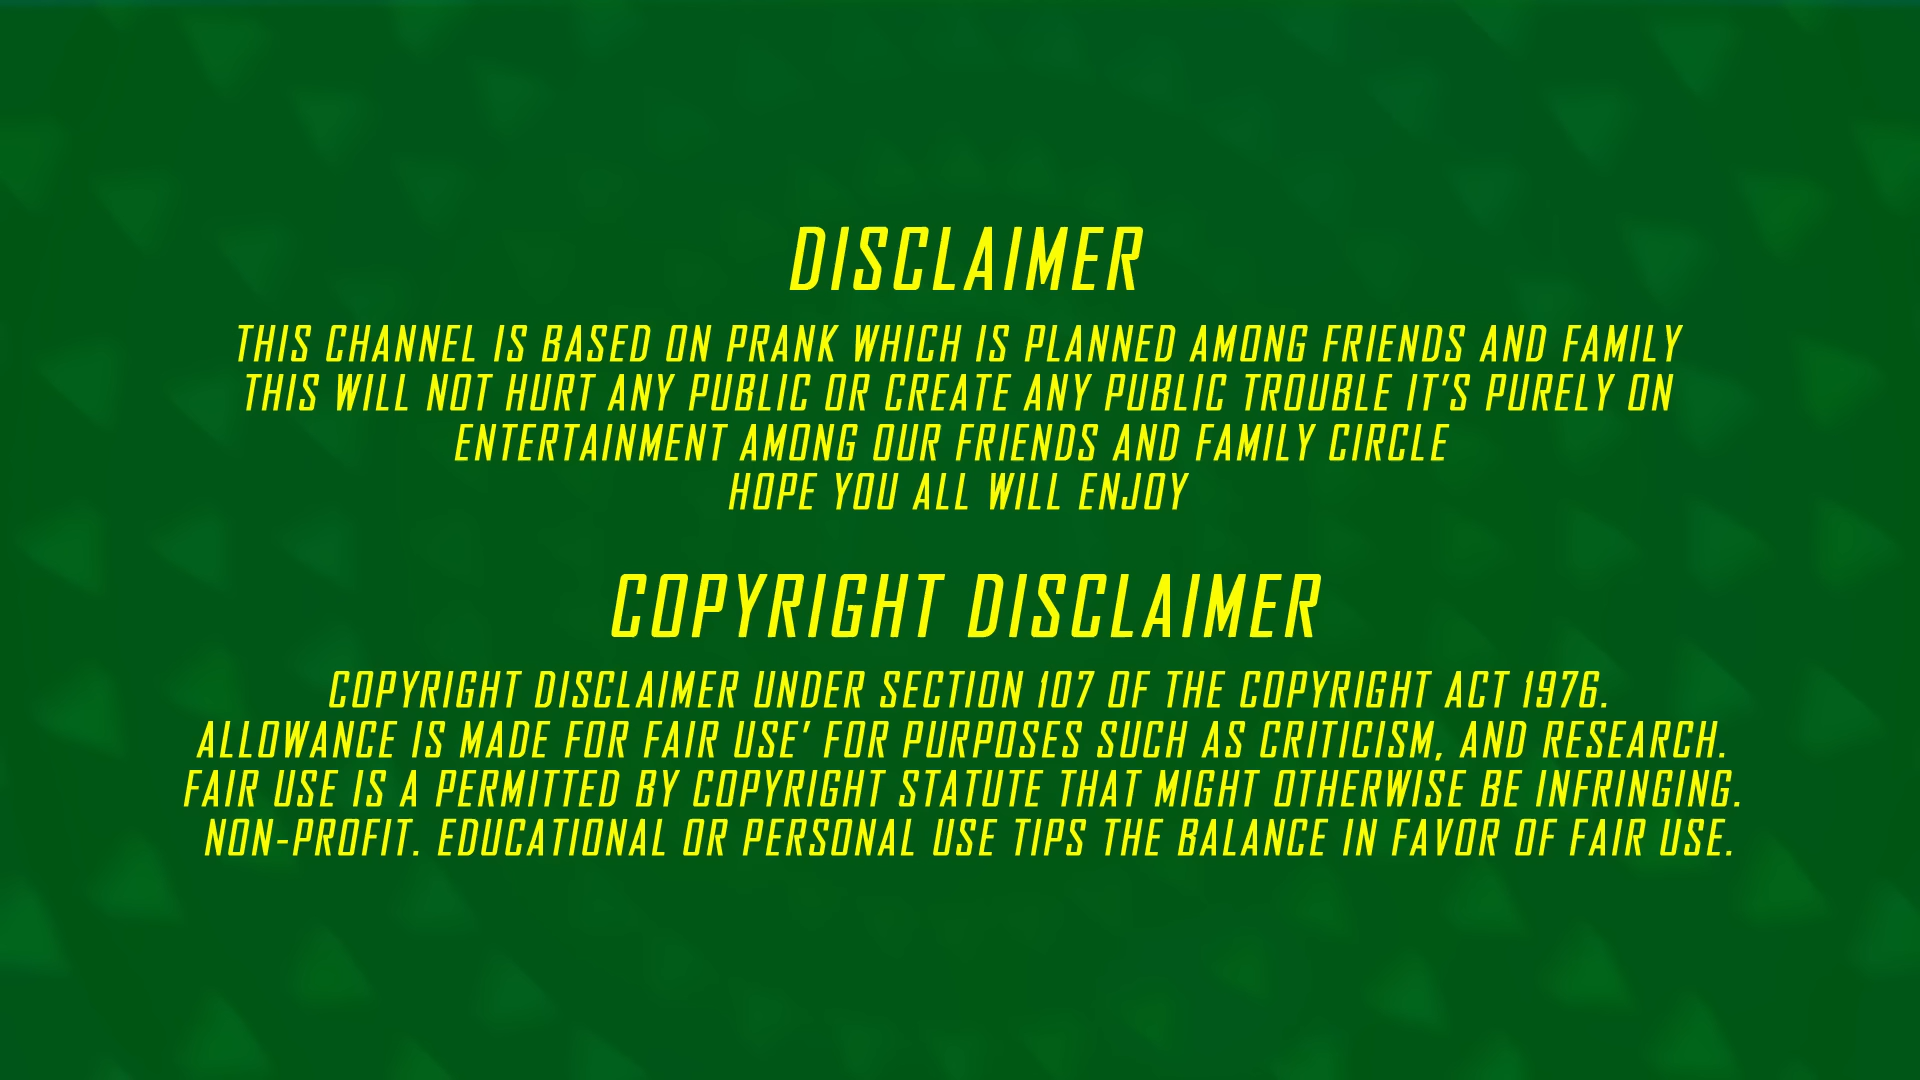 DISCLAIMER
THIS CHANNEL IS BASED ON PRANK WHICH IS PLANNED AMONG FRIENDS AND FAMILY
THIS WILL NOT HURT ANY PUBLIC OR CREATE ANY PUBLIC TROUBLE IT'S PURELY ON
ENTERTAINMENT AMONG OUR FRIENDS AND FAMILY CIRCLE
HOPE YOU ALL WILL ENJOY
COPYRIGHT DISCLAIMER
COPYRIGHT DISCLAIMER UNDER SECTION 107 OF THE COPYRIGHT ACT 1976.
ALLOWANCE IS MADE FOR FAIR USE' FOR PURPOSES SUCH AS CRITICISM, AND RESEARCH.
FAIR USE IS A PERMITTED BY COPYRIGHT STATUTE THAT MIGHT OTHERWISE BE INFRINGING.
NON-PROFIT. EDUCATIONAL OR PERSONAL USE TIPS THE BALANCE IN FAVOR OF FAIR USE.